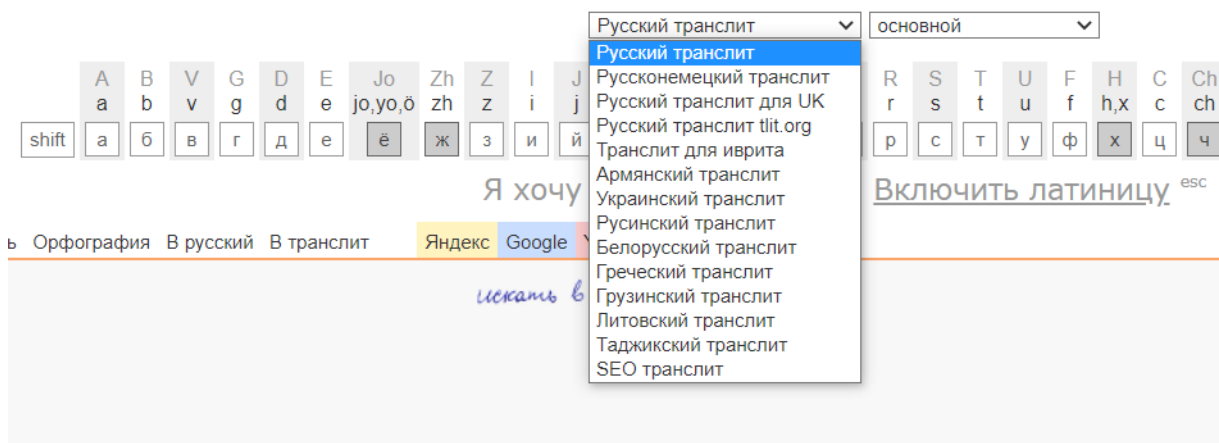 Русский транслит основной
Русский транслит
Русссконемецкий транслит
Русский транслит для UK
Русский транслит tlit.org
Транслит для иврита
Армянский транслит
Украинский транслит
Русинский транслит
Белорусский транслит
Греческий транслит
Грузинский транслит
Литовский транслит
Таджикский транслит
SEO транслит
A B V G D E Jo Zh Z I J R S T U F H C Ch
a b v g d e jo,yo,ö zh z i j r s t u f h,x c ch
shift а б в г д е ё ж з и й р с т у ф х ц ч
Я хочу Включить латиницу esc
ь Орфография В русский В транслит Яндекс Google
искать в